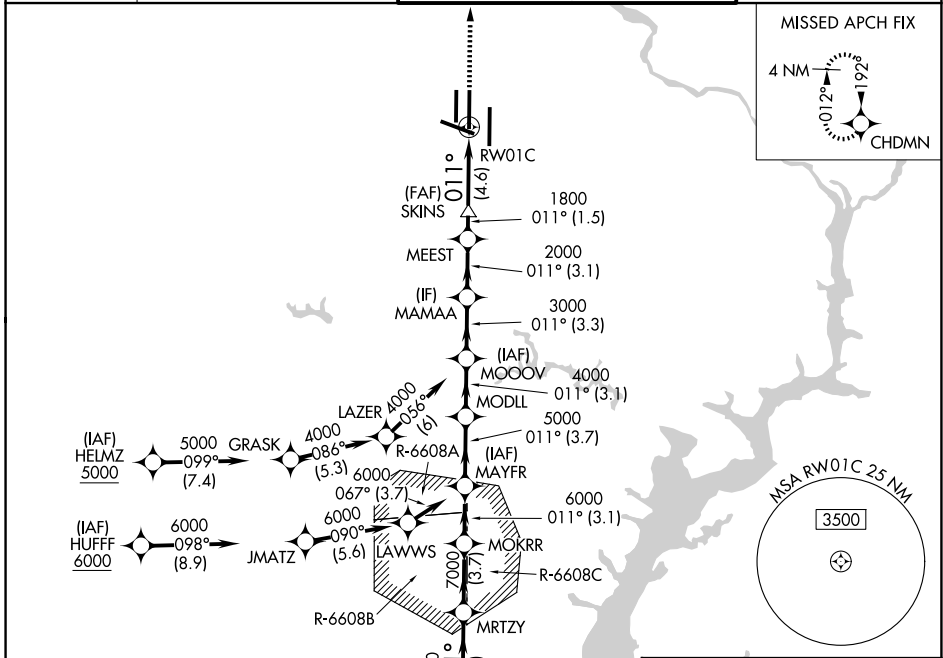 MISSED APCH FIX
4 NM
192°
012°
CHDMN
RW01C
011°
(4.6)
(FAF)
SKINS
1800
011° (1.5)
MEEST
2000
011° (3.1)
(IF)
MAMAA
3000
011° (3.3)
(IAF)
MOOOV
4000
011° (3.1)
MODLL
LAZER
4000
056°
(6)
5000
011° (3.7)
(IAF)
HELMZ
5000
5000
099°
(7.4)
GRASK
4000
086°
(5.3)
R-6608A
(IAF)
MAYFR
6000
067° (3.7)
6000
011° (3.1)
(IAF)
HUFFF
6000
6000
098°
(8.9)
JMATZ
6000
090°
(5.6)
LAWWS
MOKRR
7000
(3.7)
R-6608C
R-6608B
MRTZY
MSA RW01C 25 NM
3500